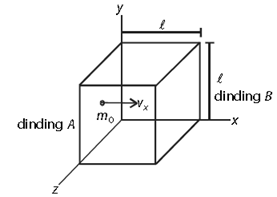 y
ℓ
ℓ
dinding B
vₓ
m₀
dinding A
x
z